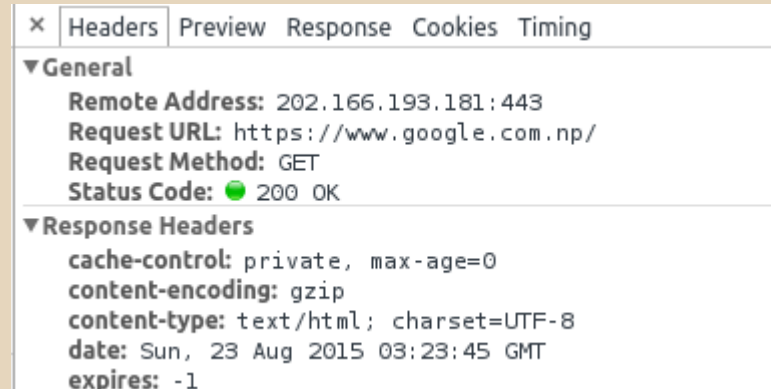 × Headers Preview Response Cookies Timing
▼General
Remote Address: 202.166.193.181:443
Request URL: https://www.google.com.np/
Request Method: GET
Status Code: 200 OK
▼Response Headers
cache-control: private, max-age=0
content-encoding: gzip
content-type: text/html; charset=UTF-8
date: Sun, 23 Aug 2015 03:23:45 GMT
expires: -1